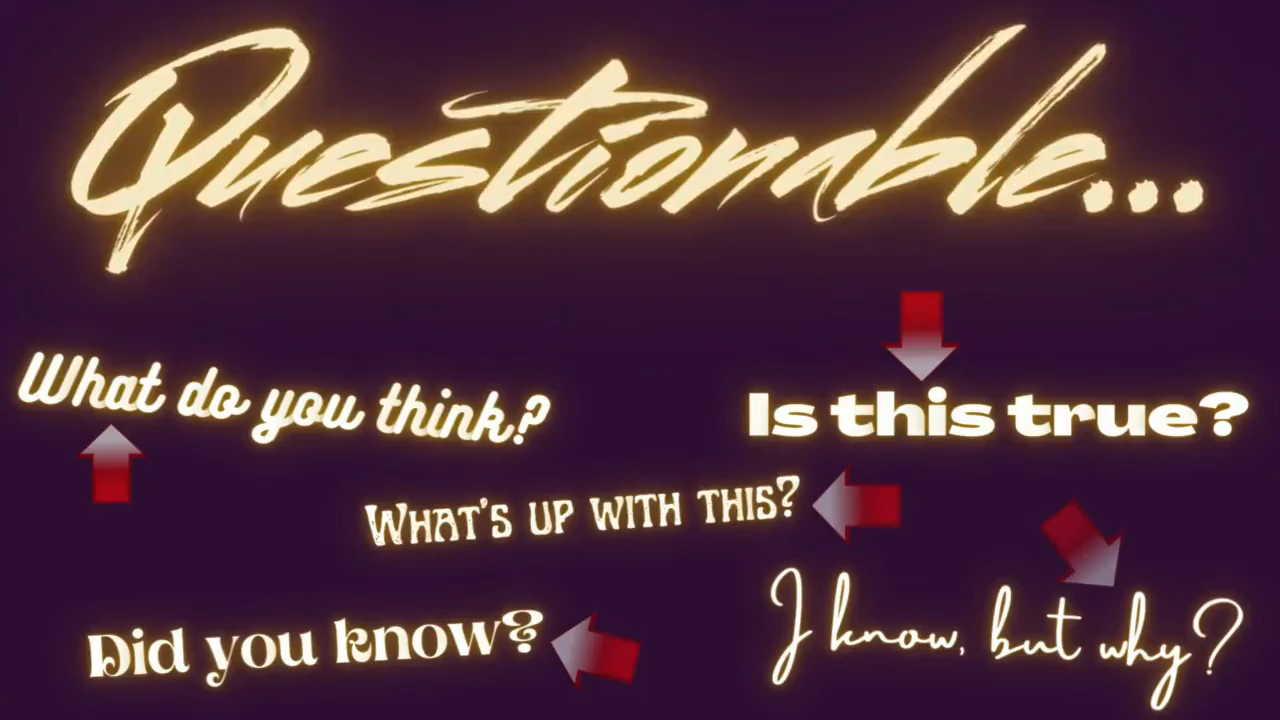 Questionable...
What do you think?
Is this true?
What's up with this?
Did you know?
I know, but why?